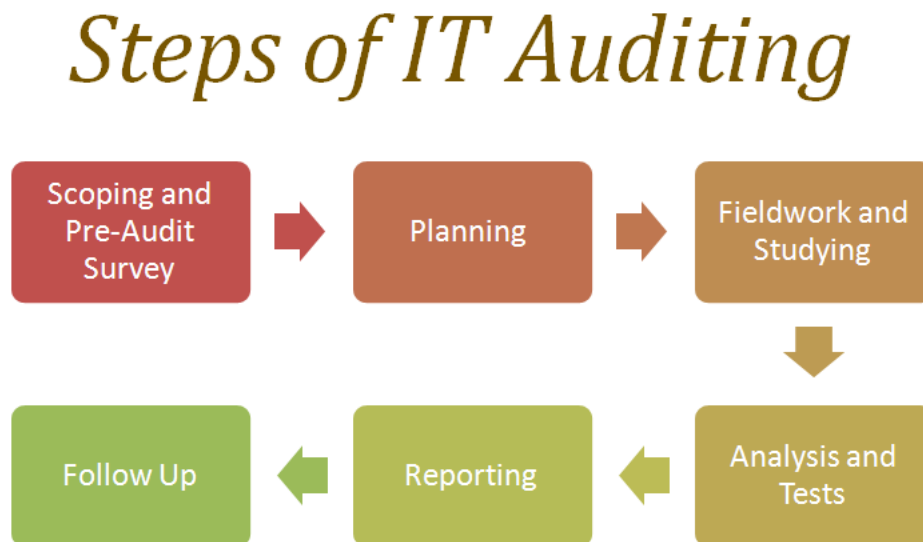 Steps of IT Auditing
Scoping and
Pre-Audit
Survey
Planning
Fieldwork and
Studying
Analysis and
Tests
Reporting
Follow Up